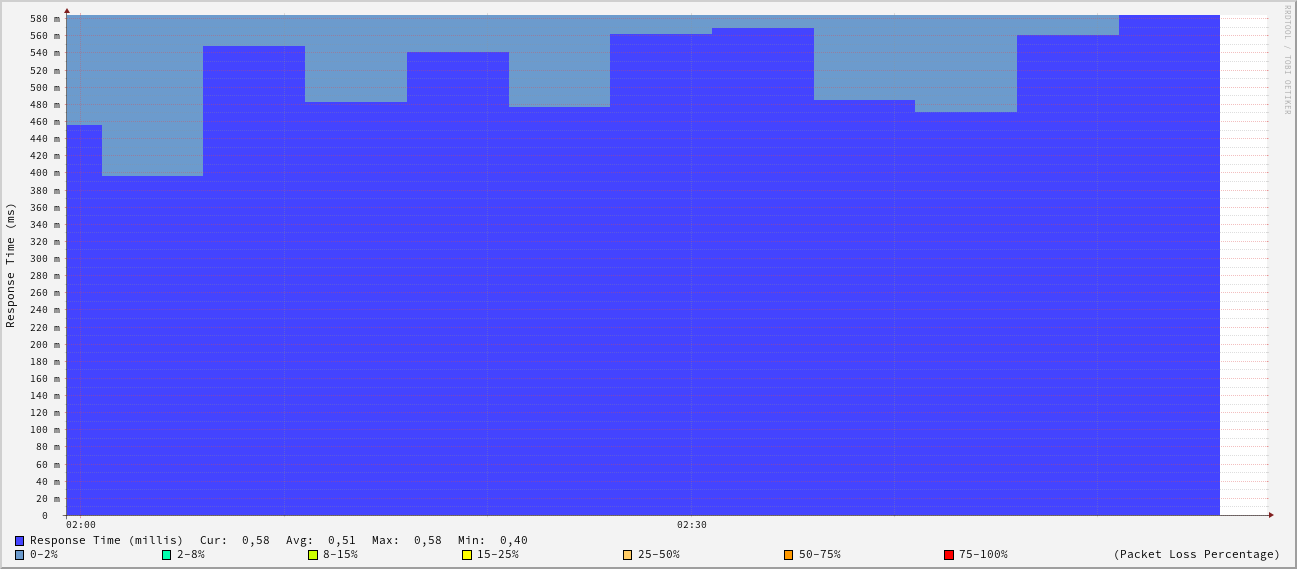 RRDTOOL / TOBI OETIKER
Response Time (ms)
580 m
560 m
540 m
520 m
500 m
480 m
460 m
440 m
420 m
400 m
380 m
360 m
340 m
320 m
300 m
280 m
260 m
240 m
220 m
200 m
180 m
160 m
140 m
120 m
100 m
80 m
60 m
40 m
20 m
0
02:00 02:30
Response Time (millis) Cur: 0,58 Avg: 0,51 Max: 0,58 Min: 0,40
0-2% 2-8% 8-15% 15-25% 25-50% 50-75% 75-100% (Packet Loss Percentage)